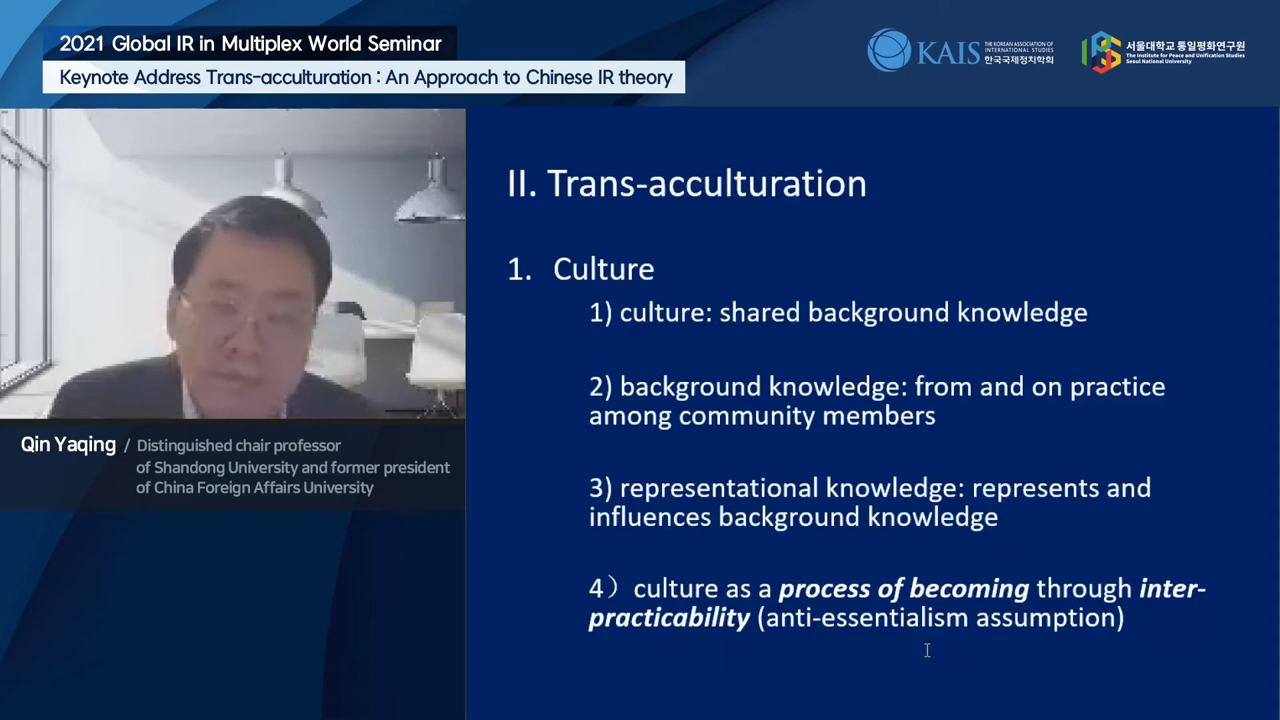 2021 Global IR in Multiplex World Seminar
Keynote Address Trans-acculturation : An Approach to Chinese IR theory
KAIS
THE KOREAN ASSOCIATION OF
INTERNATIONAL STUDIES
한국국제정치학회
서울대학교 통일평화연구원
The Institute for Peace and Unification Studies
Seoul National University
II. Trans-acculturation
1. Culture
1) culture: shared background knowledge
2) background knowledge: from and on practice
among community members
3) representational knowledge: represents and
influences background knowledge
4）culture as a process of becoming through inter-
practicability (anti-essentialism assumption)
Qin Yaqing / Distinguished chair professor
of Shandong University and former president
of China Foreign Affairs University